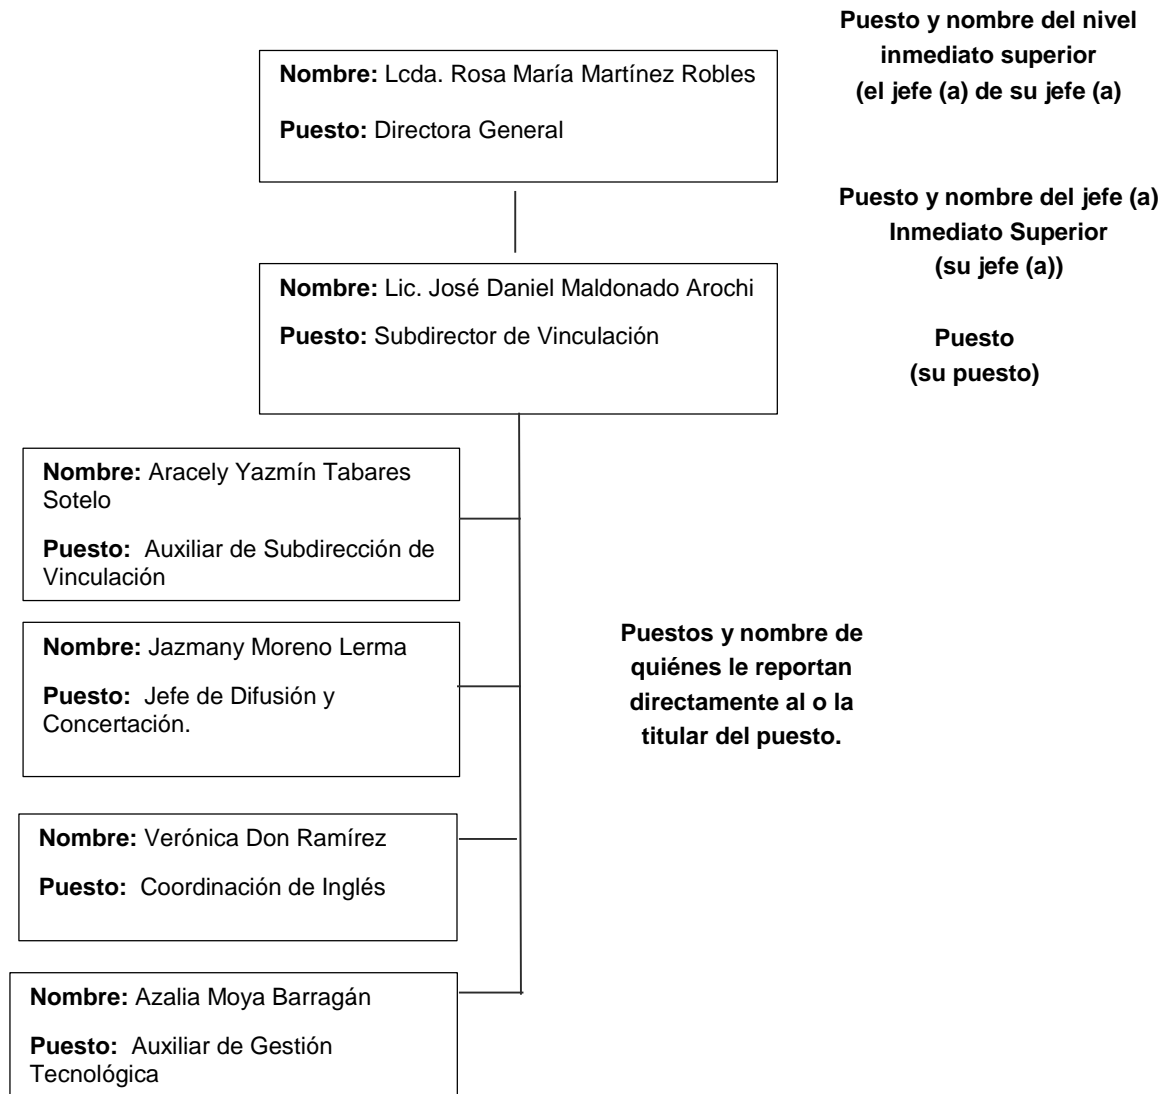 Puesto y nombre del nivel
inmediato superior
(el jefe (a) de su jefe (a)
Nombre: Lcda. Rosa María Martínez Robles
Puesto: Directora General
Puesto y nombre del jefe (a)
Inmediato Superior
(su jefe (a))
Nombre: Lic. José Daniel Maldonado Arochi
Puesto: Subdirector de Vinculación
Puesto
(su puesto)
Nombre: Aracely Yazmín Tabares
Sotelo
Puesto: Auxiliar de Subdirección de
Vinculación
Nombre: Jazmany Moreno Lerma
Puesto: Jefe de Difusión y
Concertación.
Puestos y nombre de
quiénes le reportan
directamente al o la
titular del puesto.
Nombre: Verónica Don Ramírez
Puesto: Coordinación de Inglés
Nombre: Azalia Moya Barragán
Puesto: Auxiliar de Gestión
Tecnológica